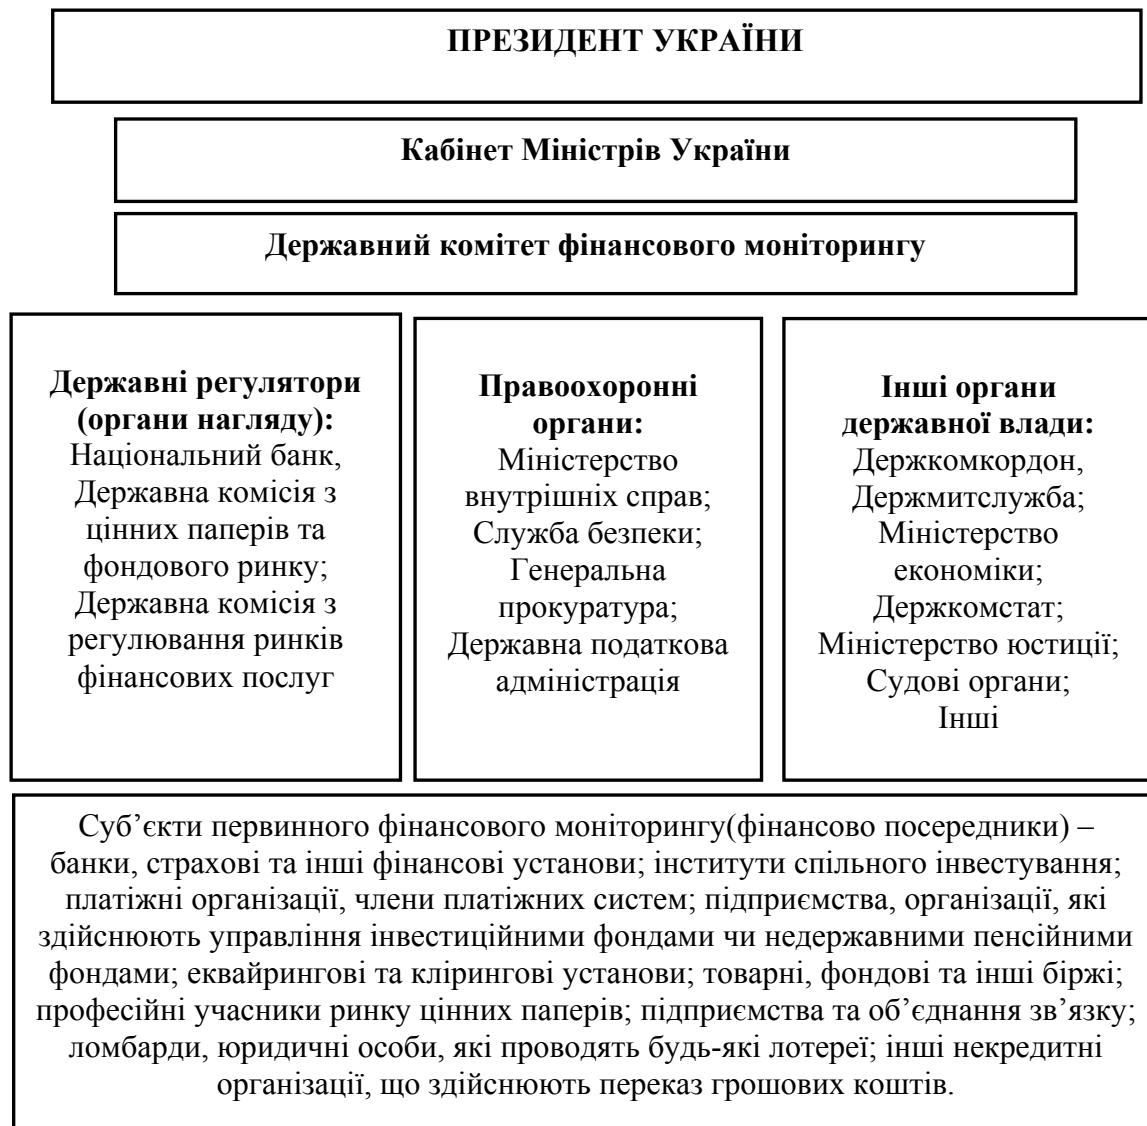 ПРЕЗИДЕНТ УКРАЇНИ
Кабінет Міністрів України
Державний комітет фінансового моніторингу
Державні регулятори
(органи нагляду):
Національний банк,
Державна комісія з
цінних паперів та
фондового ринку;
Державна комісія з
регулювання ринків
фінансових послуг
Правоохоронні
органи:
Міністерство
внутрішніх справ;
Служба безпеки;
Генеральна
прокуратура;
Державна податкова
адміністрація
Інші органи
державної влади:
Держкомкордон,
Держмитслужба;
Міністерство
економіки;
Держкомстат;
Міністерство юстиції;
Судові органи;
Інші
Суб’єкти первинного фінансового моніторингу(фінансово посередники) –
банки, страхові та інші фінансові установи; інститути спільного інвестування;
платіжні організації, члени платіжних систем; підприємства, організації, які
здійснюють управління інвестиційними фондами чи недержавними пенсійними
фондами; еквайрингові та клірингові установи; товарні, фондові та інші біржі;
професійні учасники ринку цінних паперів; підприємства та об’єднання зв’язку;
ломбарди, юридичні особи, які проводять будь-які лотереї; інші некредитні
організації, що здійснюють переказ грошових коштів.